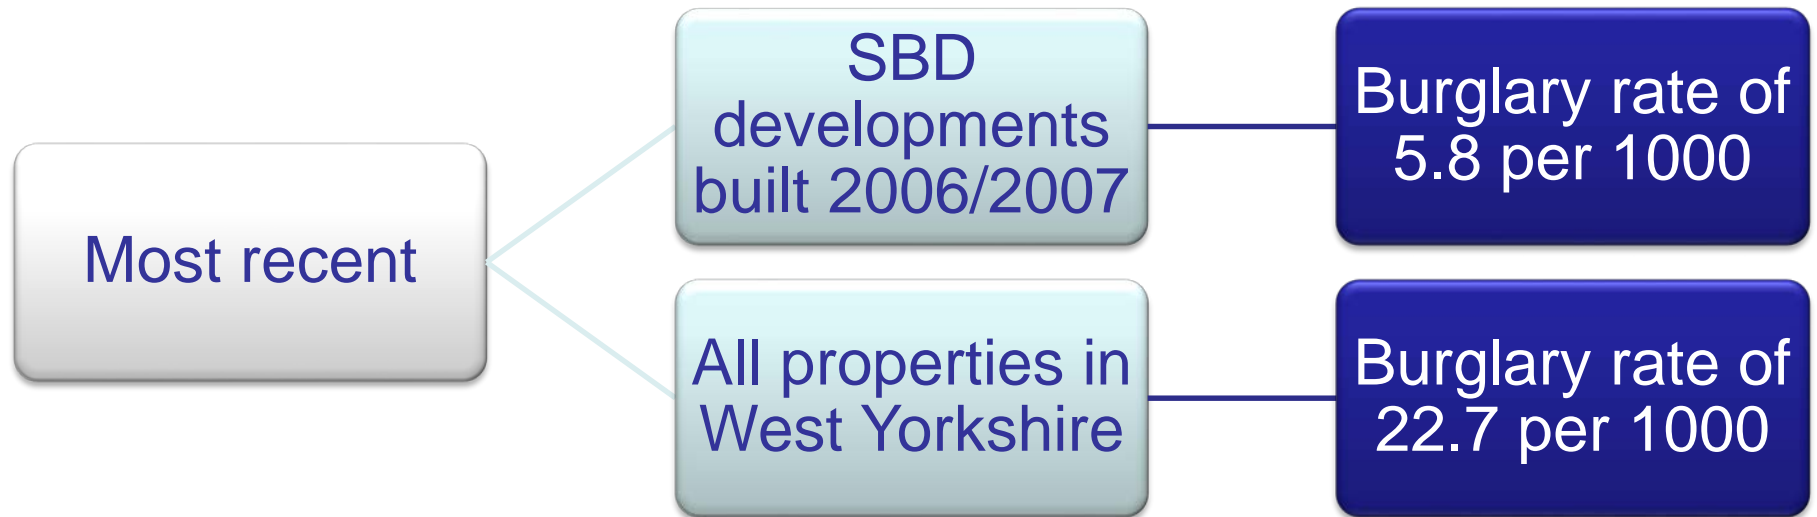 Most recent
SBD
developments
built 2006/2007
Burglary rate of
5.8 per 1000
All properties in
West Yorkshire
Burglary rate of
22.7 per 1000